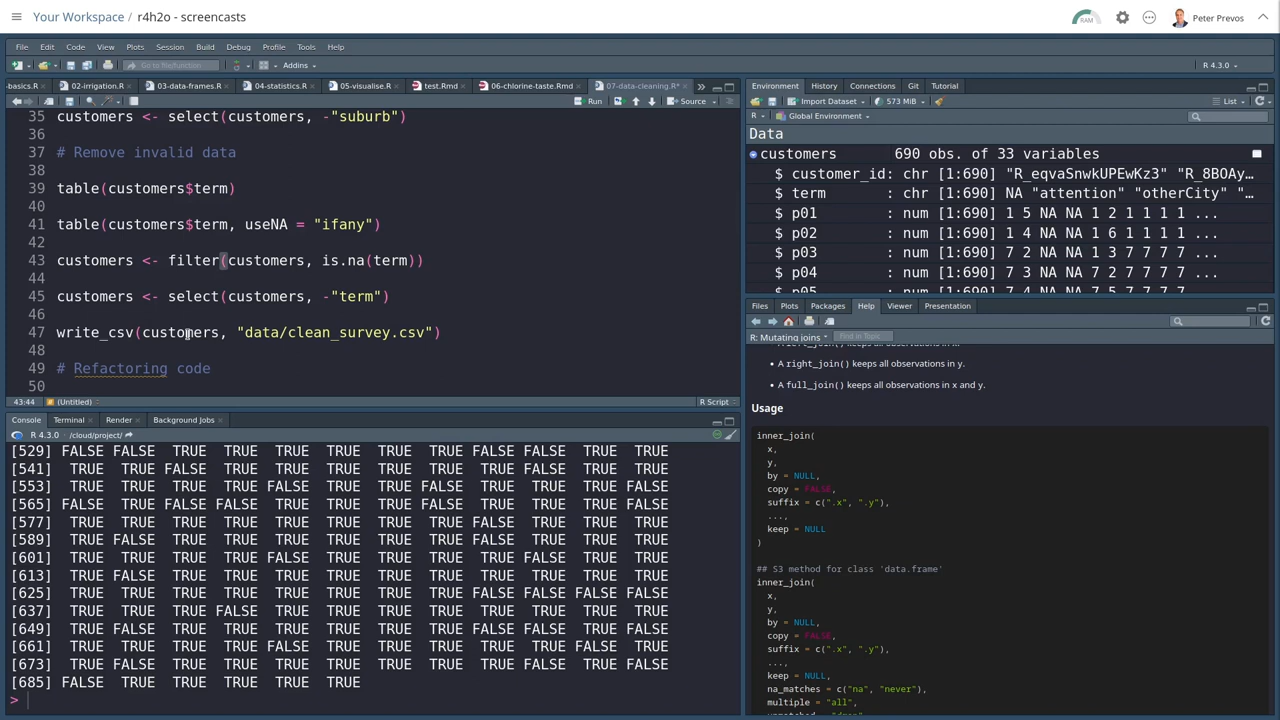 Your Workspace / r4h2o - screencasts
RAM
Peter Prevos
File Edit Code View Plots Session Build Debug Profile Tools Help
Go to file/function Addins
R 4.3.0
-basics.R 02-irrigation.R 03-data-frames.R 04-statistics.R 05-visualise.R test.Rmd 06-chlorine-taste.Rmd 07-data-cleaning.R*
Run Source
35 customers <- select(customers, -"suburb")
36
37 # Remove invalid data
38
39 table(customers$term)
40
41 table(customers$term, useNA = "ifany")
42
43 customers <- filter(customers, is.na(term))
44
45 customers <- select(customers, -"term")
46
47 write_csv(customers, "data/clean_survey.csv")
48
49 # Refactoring code
50
43:44 (Untitled) R Script
Console Terminal Render Background Jobs
R 4.3.0 · /cloud/project/
[529] FALSE FALSE TRUE TRUE TRUE TRUE TRUE TRUE FALSE FALSE TRUE TRUE
[541] TRUE TRUE FALSE TRUE TRUE TRUE TRUE TRUE FALSE TRUE TRUE FALSE
[553] TRUE TRUE TRUE TRUE FALSE TRUE TRUE FALSE TRUE TRUE TRUE FALSE
[565] FALSE TRUE FALSE FALSE TRUE TRUE TRUE FALSE TRUE TRUE FALSE TRUE
[577] TRUE TRUE TRUE TRUE TRUE TRUE TRUE TRUE FALSE TRUE TRUE TRUE
[589] TRUE FALSE TRUE TRUE TRUE TRUE TRUE TRUE FALSE TRUE TRUE TRUE
[601] TRUE TRUE TRUE TRUE FALSE TRUE TRUE TRUE TRUE FALSE TRUE TRUE
[613] TRUE FALSE TRUE TRUE TRUE TRUE TRUE TRUE TRUE TRUE TRUE TRUE
[625] TRUE TRUE TRUE TRUE TRUE TRUE TRUE TRUE FALSE TRUE FALSE FALSE
[637] TRUE TRUE TRUE FALSE TRUE TRUE TRUE TRUE TRUE TRUE TRUE TRUE
[649] TRUE FALSE TRUE TRUE TRUE TRUE TRUE TRUE FALSE FALSE TRUE FALSE
[661] TRUE TRUE TRUE TRUE FALSE TRUE TRUE TRUE TRUE TRUE FALSE TRUE
[673] TRUE FALSE TRUE TRUE TRUE TRUE TRUE TRUE TRUE FALSE TRUE FALSE
[685] FALSE TRUE TRUE TRUE TRUE TRUE
>
Environment History Connections Git Tutorial
Import Dataset 573 MiB List
R Global Environment
Data
customers 690 obs. of 33 variables
$ customer_id: chr [1:690] "R_eqvaSnwkUPEwKz3" "R_8BOAy…
$ term : chr [1:690] NA "attention" "otherCity" "…
$ p01 : num [1:690] 1 5 NA NA 1 2 1 1 1 1 ...
$ p02 : num [1:690] 1 4 NA NA 1 6 1 1 1 1 ...
$ p03 : num [1:690] 7 2 NA NA 1 3 7 7 7 7 ...
$ p04 : num [1:690] 7 3 NA NA 7 2 7 7 7 7 ...
Files Plots Packages Help Viewer Presentation
R: Mutating joins Find in Topic
A right_join() keeps all observations in y.
A full_join() keeps all observations in x and y.
Usage
inner_join(
x,
y,
by = NULL,
copy = FALSE,
suffix = c(".x", ".y"),
...,
keep = NULL
)
## S3 method for class 'data.frame'
inner_join(
x,
y,
by = NULL,
copy = FALSE,
suffix = c(".x", ".y"),
...,
keep = NULL,
na_matches = c("na", "never"),
multiple = "all",